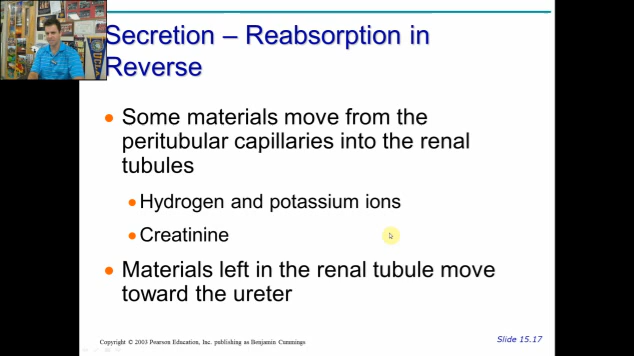 Secretion – Reabsorption in
Reverse
• Some materials move from the
peritubular capillaries into the renal
tubules
• Hydrogen and potassium ions
• Creatinine
• Materials left in the renal tubule move
toward the ureter
Copyright © 2003 Pearson Education, Inc. publishing as Benjamin Cummings
Slide 15.17